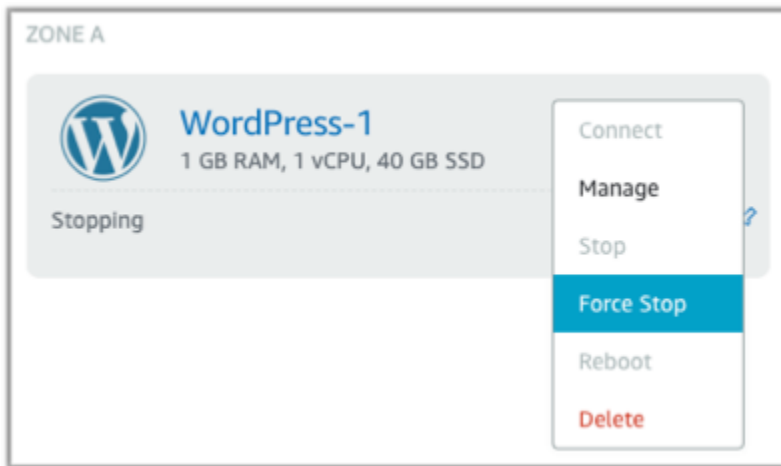 ZONE A
WordPress-1
1 GB RAM, 1 vCPU, 40 GB SSD
Stopping
Connect
Manage
Stop
Force Stop
Reboot
Delete